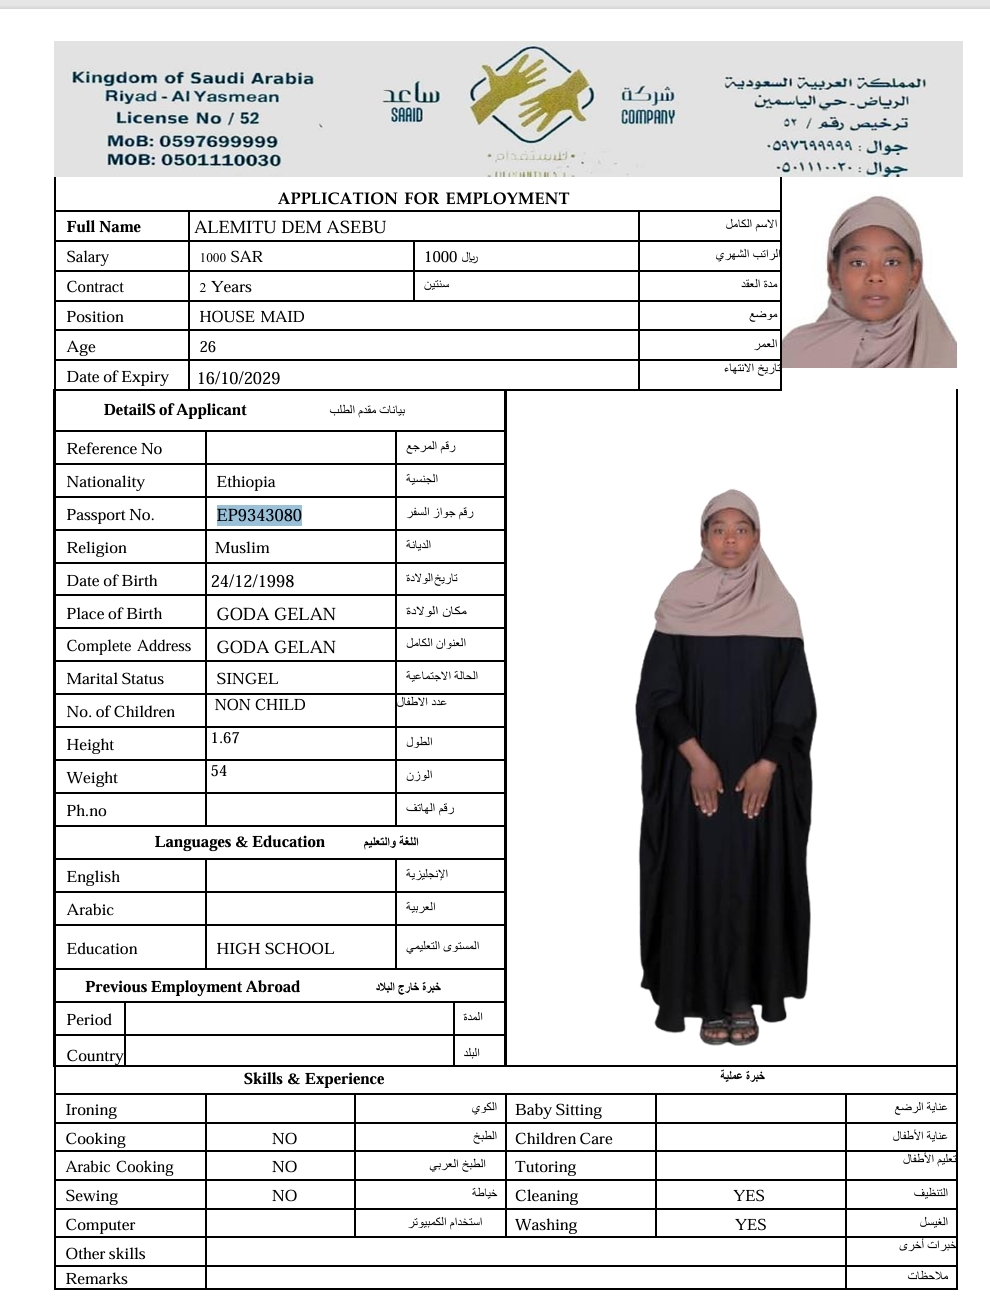 Kingdom of Saudi Arabia
Riyad - Al Yasmean
License No / 52
MoB: 0597699999
MOB: 0501110030
ساعد
SAAID
شركة
COMPANY
للاستقدام
المملكة العربية السعودية
الرياض - حي الياسمين
ترخيص رقم / ٥٢
جوال : ٠٥٩٧٦٩٩٩٩٩
جوال : ٠٥٠١١١٠٠٣٠
APPLICATION FOR EMPLOYMENT
Full Name ALEMITU DEM ASEBU الاسم الكامل
Salary 1000 SAR 1000 ريال الراتب الشهري
Contract 2 Years سنتين مدة العقد
Position HOUSE MAID موضع
Age 26 العمر
Date of Expiry 16/10/2029 تاريخ الانتهاء
DetailS of Applicant بيانات مقدم الطلب
Reference No رقم المرجع
Nationality Ethiopia الجنسية
Passport No. EP9343080 رقم جواز السفر
Religion Muslim الديانة
Date of Birth 24/12/1998 تاريخ الولادة
Place of Birth GODA GELAN مكان الولادة
Complete Address GODA GELAN العنوان الكامل
Marital Status SINGEL الحالة الاجتماعية
No. of Children NON CHILD عدد الاطفال
Height 1.67 الطول
Weight 54 الوزن
Ph.no رقم الهاتف
Languages & Education اللغة والتعليم
English الإنجليزية
Arabic العربية
Education HIGH SCHOOL المستوى التعليمي
Previous Employment Abroad خبرة خارج البلاد
Period المدة
Country البلد
Skills & Experience خبرة عملية
Ironing الكوي Baby Sitting عناية الرضع
Cooking NO الطبخ Children Care عناية الأطفال
Arabic Cooking NO الطبخ العربي Tutoring تعليم الأطفال
Sewing NO خياطة Cleaning YES التنظيف
Computer استخدام الكمبيوتر Washing YES الغيسل
Other skills خبرات أخرى
Remarks ملاحظات